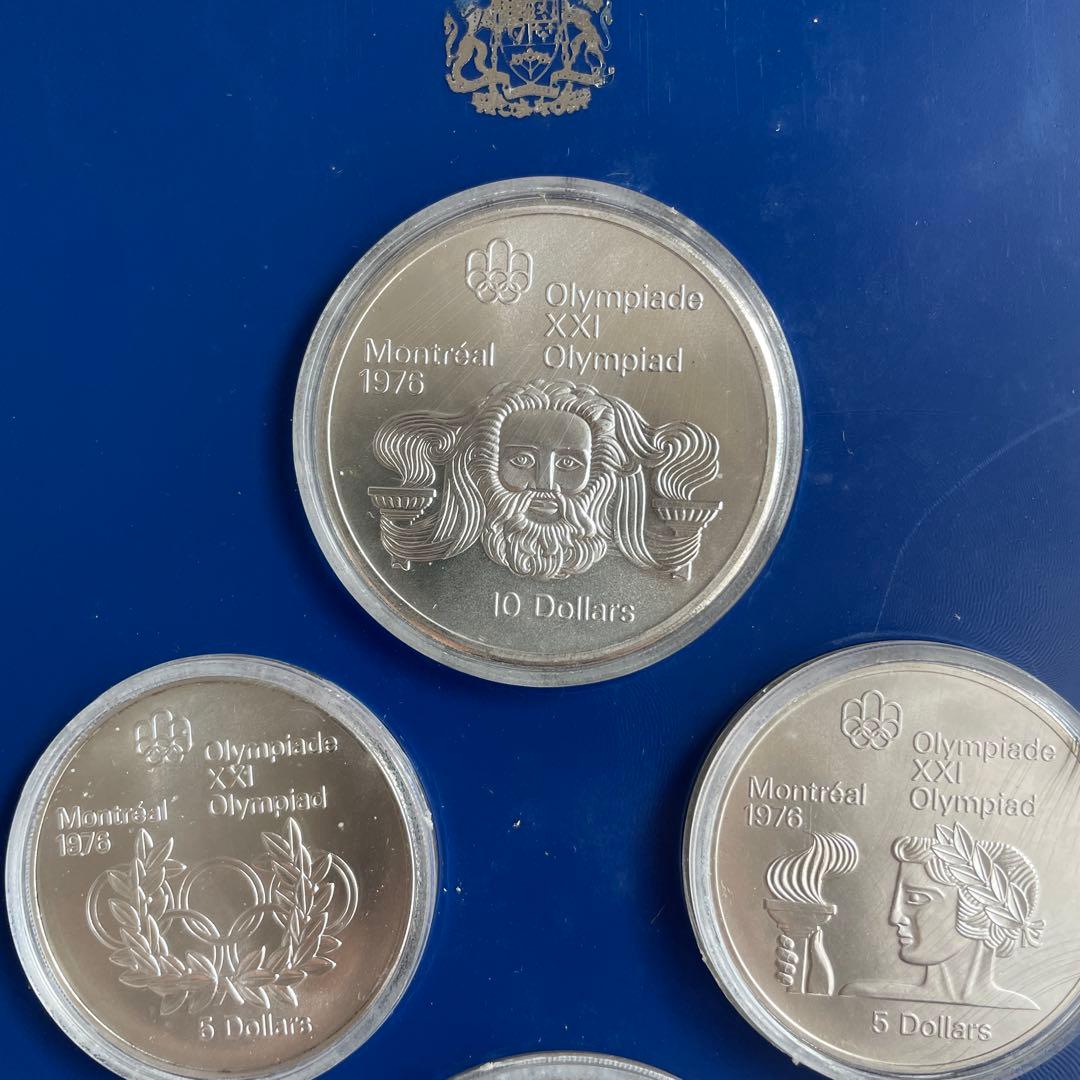 Olympiade
XXI
Olympiad
Montréal
1976
10 Dollars
Olympiade
XXI
Olympiad
Montréal
1976
5 Dollars
Olympiade
XXI
Olympiad
Montréal
1976
5 Dollars